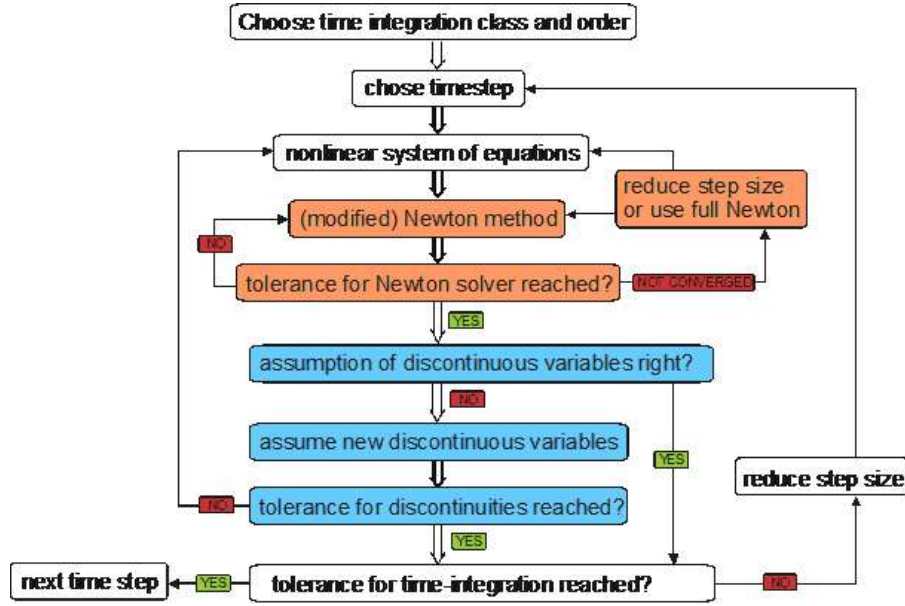 Choose time integration class and order
chose timestep
nonlinear system of equations
reduce step size
or use full Newton
(modified) Newton method
NO
tolerance for Newton solver reached?
NOT CONVERGED
YES
assumption of discontinuous variables right?
NO
assume new discontinuous variables
YES
reduce step size
NO
tolerance for discontinuities reached?
YES
next time step
YES
tolerance for time-integration reached?
NO